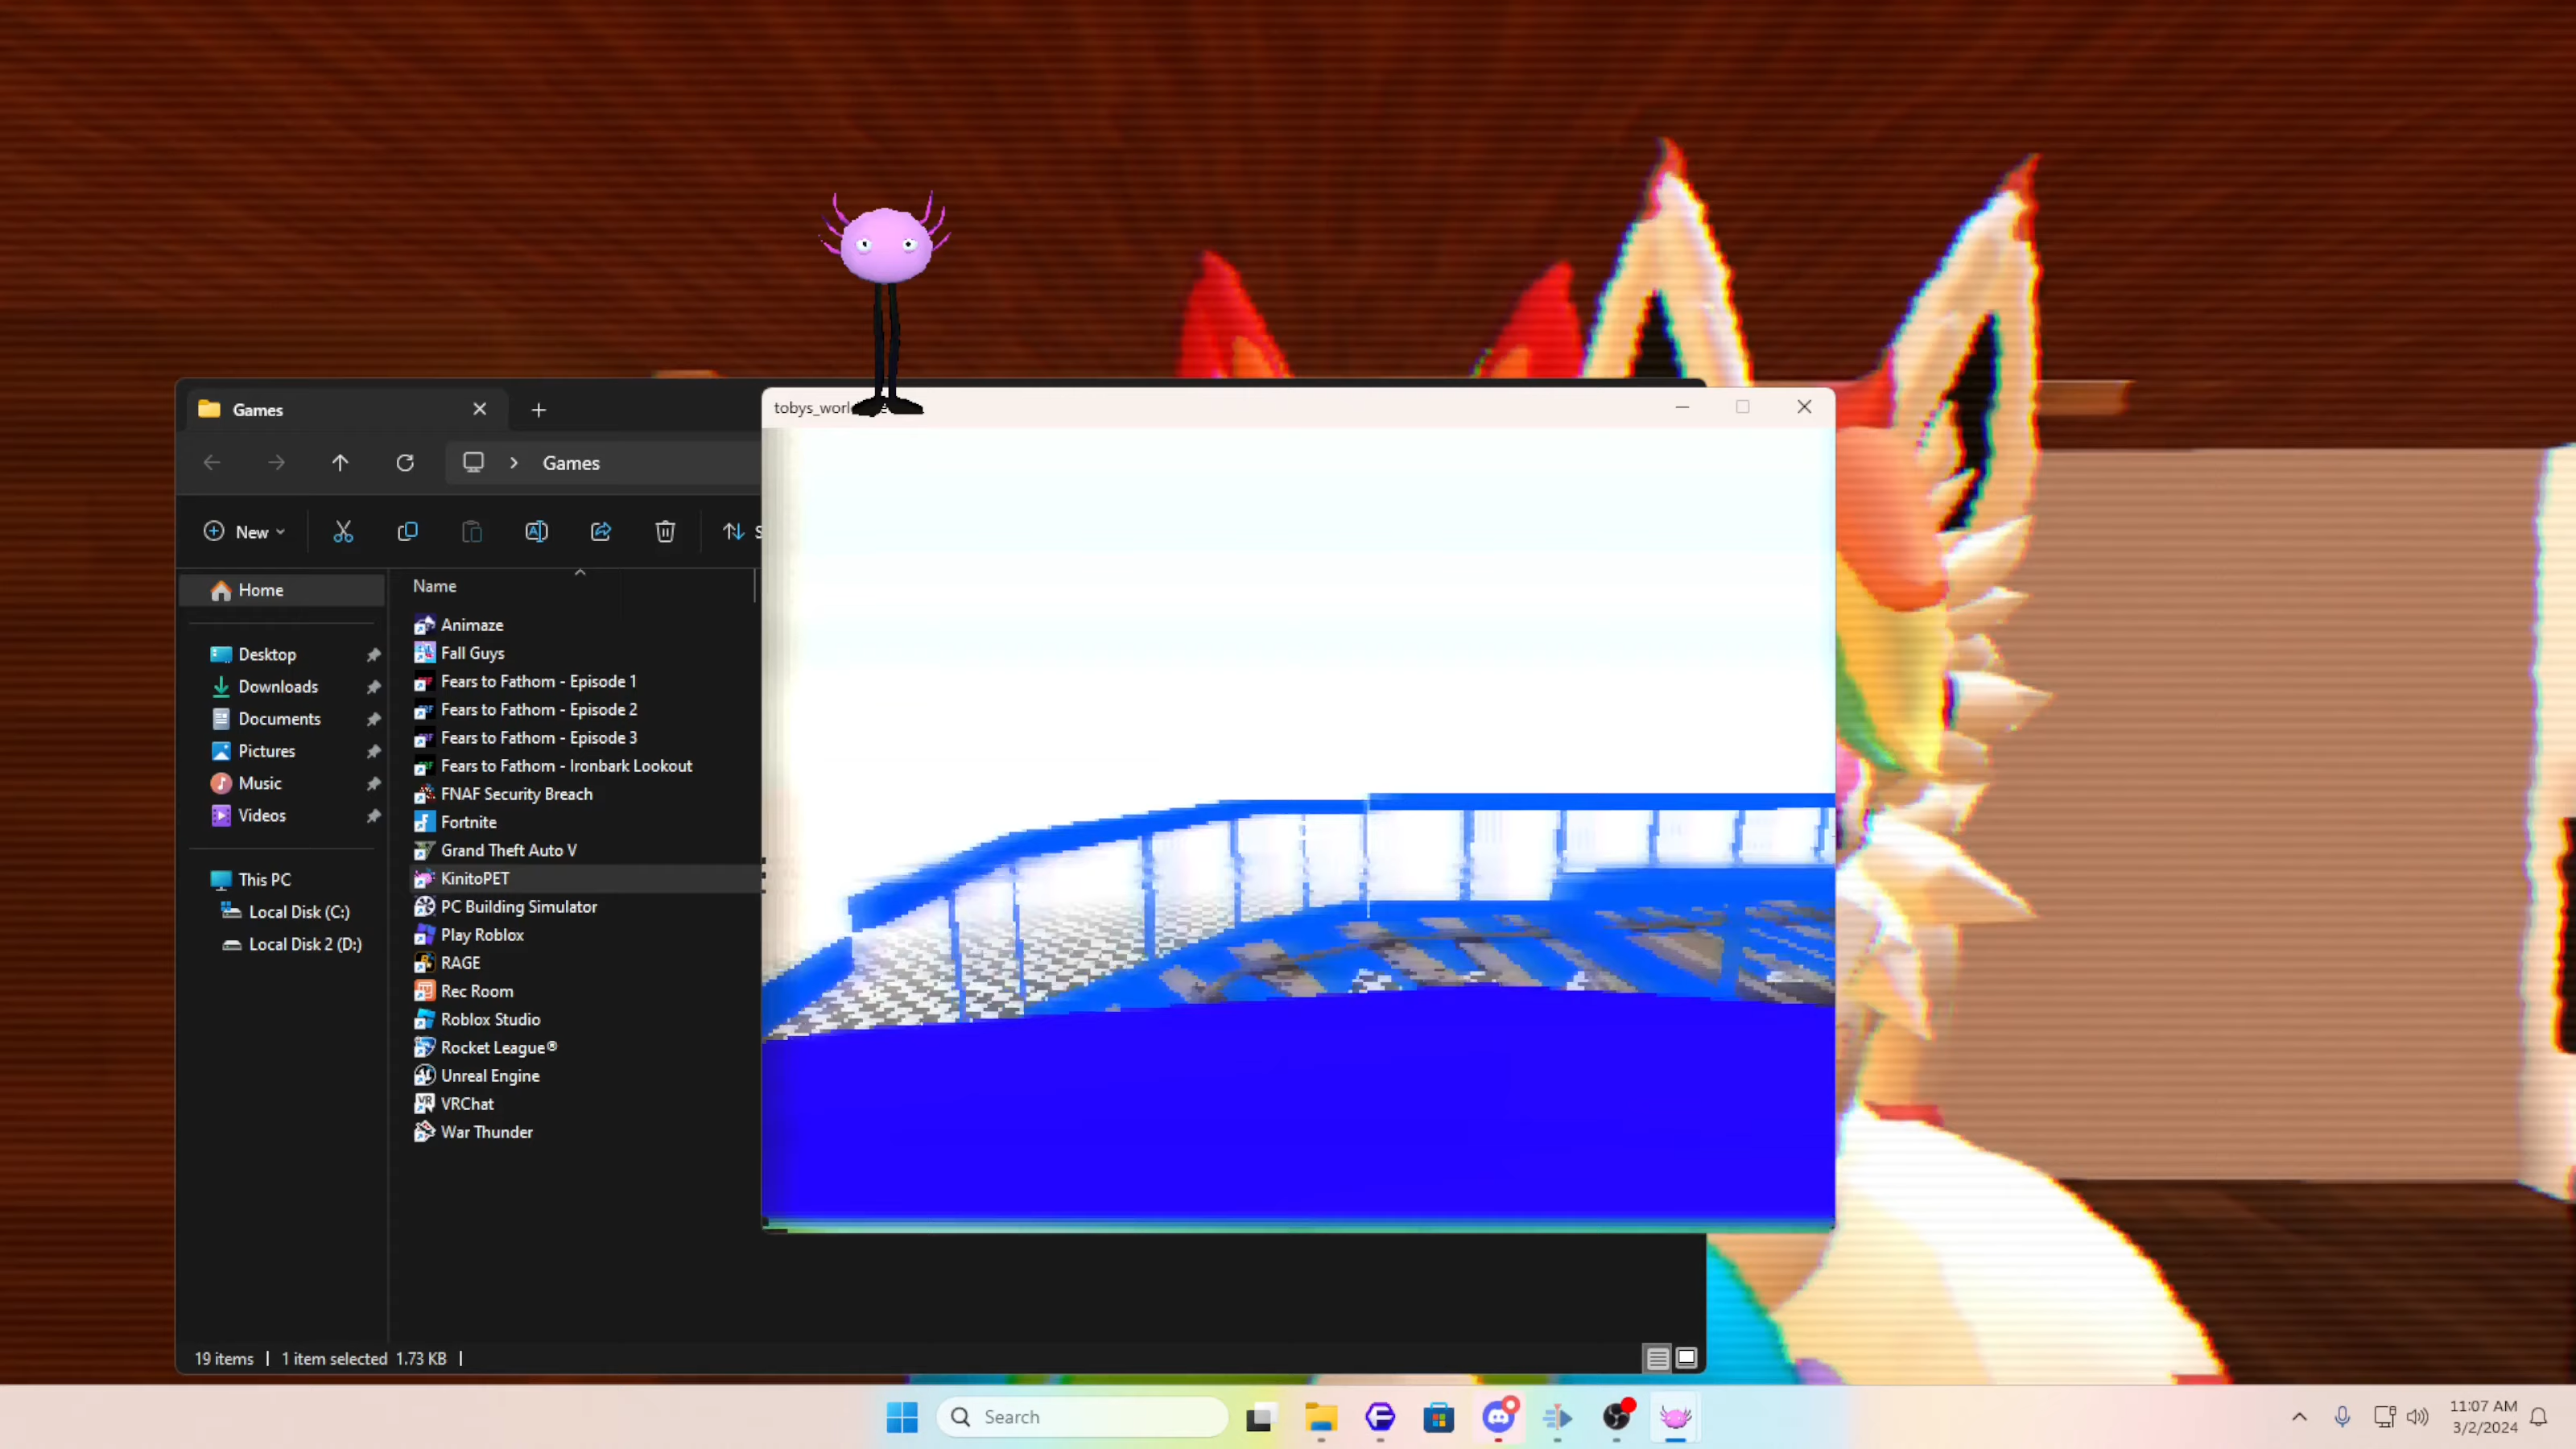 Games
tobys_worl
Games
New
S
Home
Desktop
Downloads
Documents
Pictures
Music
Videos
This PC
Local Disk (C:)
Local Disk 2 (D:)
Name
Animaze
Fall Guys
Fears to Fathom - Episode 1
Fears to Fathom - Episode 2
Fears to Fathom - Episode 3
Fears to Fathom - Ironbark Lookout
FNAF Security Breach
Fortnite
Grand Theft Auto V
KinitoPET
PC Building Simulator
Play Roblox
RAGE
Rec Room
Roblox Studio
Rocket League®
Unreal Engine
VRChat
War Thunder
19 items | 1 item selected 1.73 KB |
Search
11:07 AM
3/2/2024